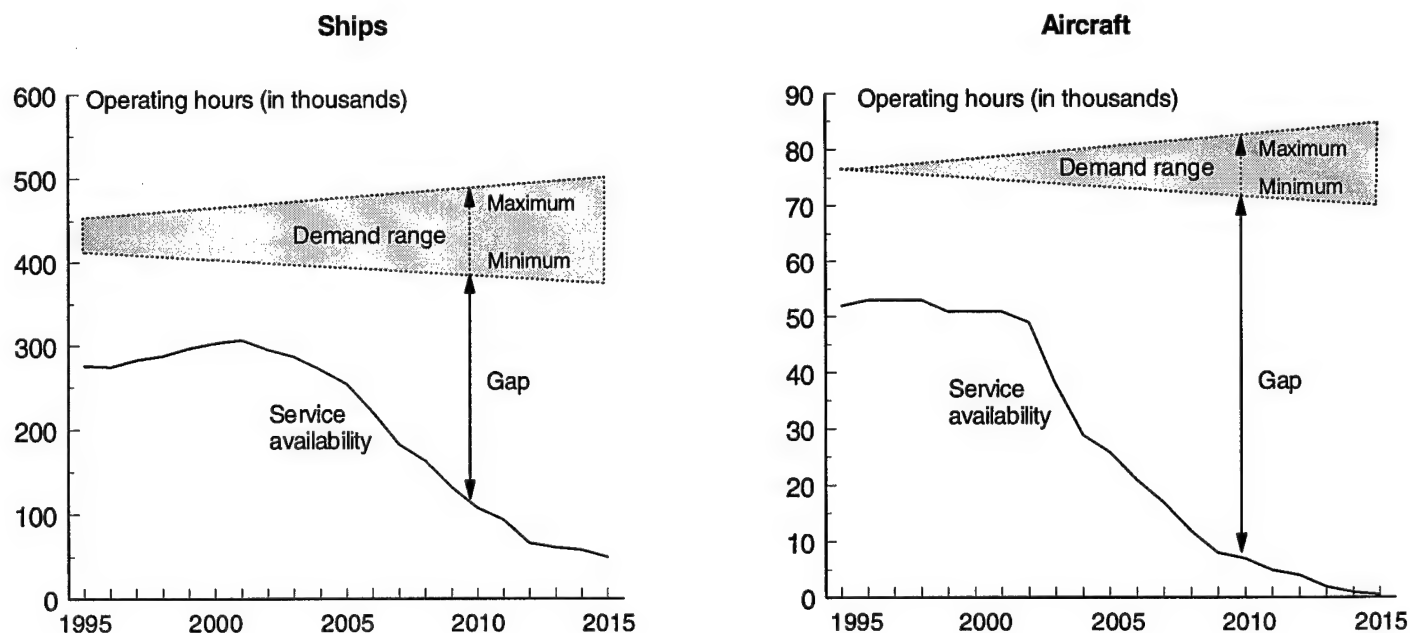 Ships
Operating hours (in thousands)
600
500
400
300
200
100
0
Maximum
Demand range
Minimum
Gap
Service
availability
1995
2000
2005
2010
2015
Aircraft
Operating hours (in thousands)
90
80
70
60
50
40
30
20
10
0
Maximum
Demand range
Minimum
Gap
Service
availability
1995
2000
2005
2010
2015